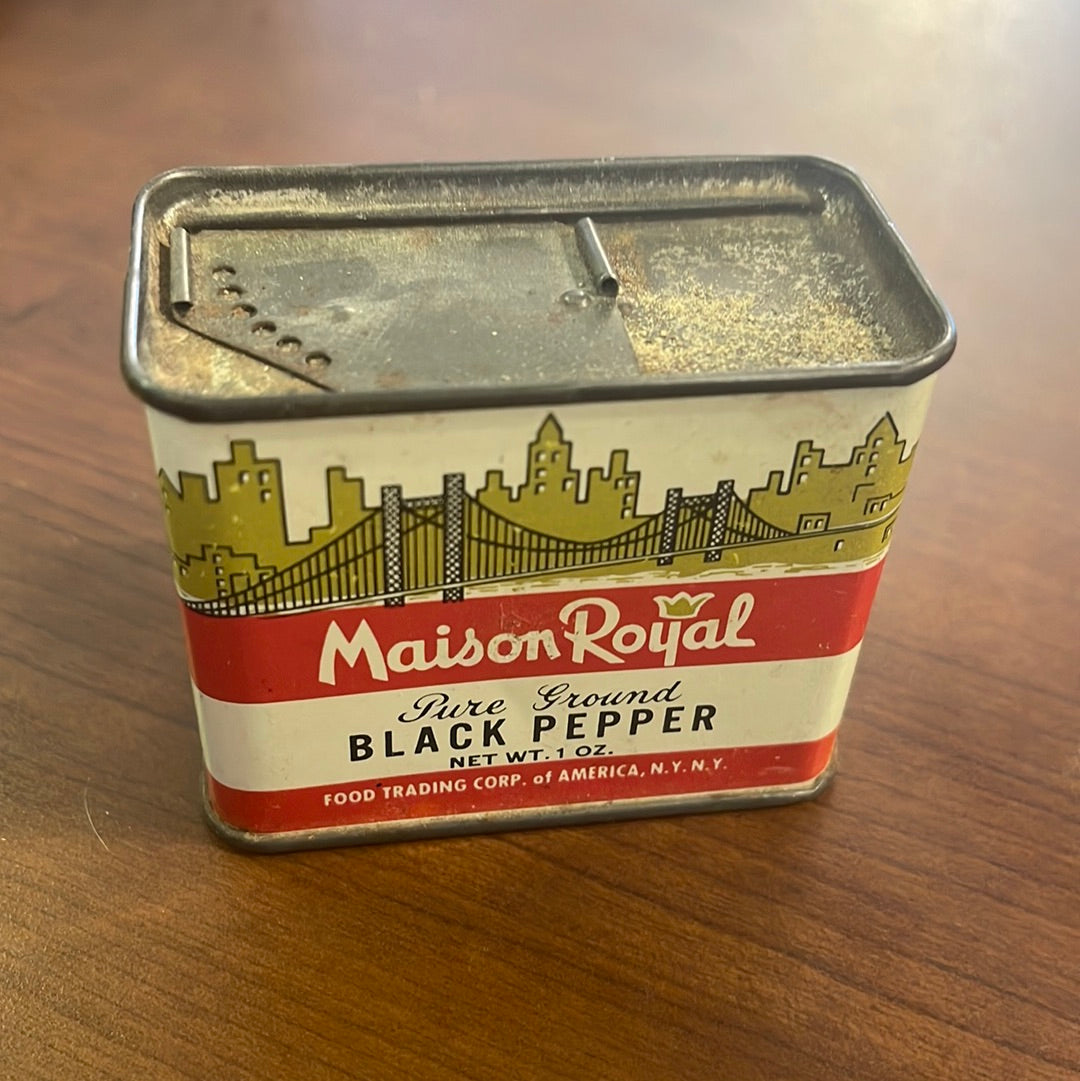 Maison Royal
Pure Ground
BLACK PEPPER
NET WT. 1 OZ.
FOOD TRADING CORP. of AMERICA, N.Y. N.Y.